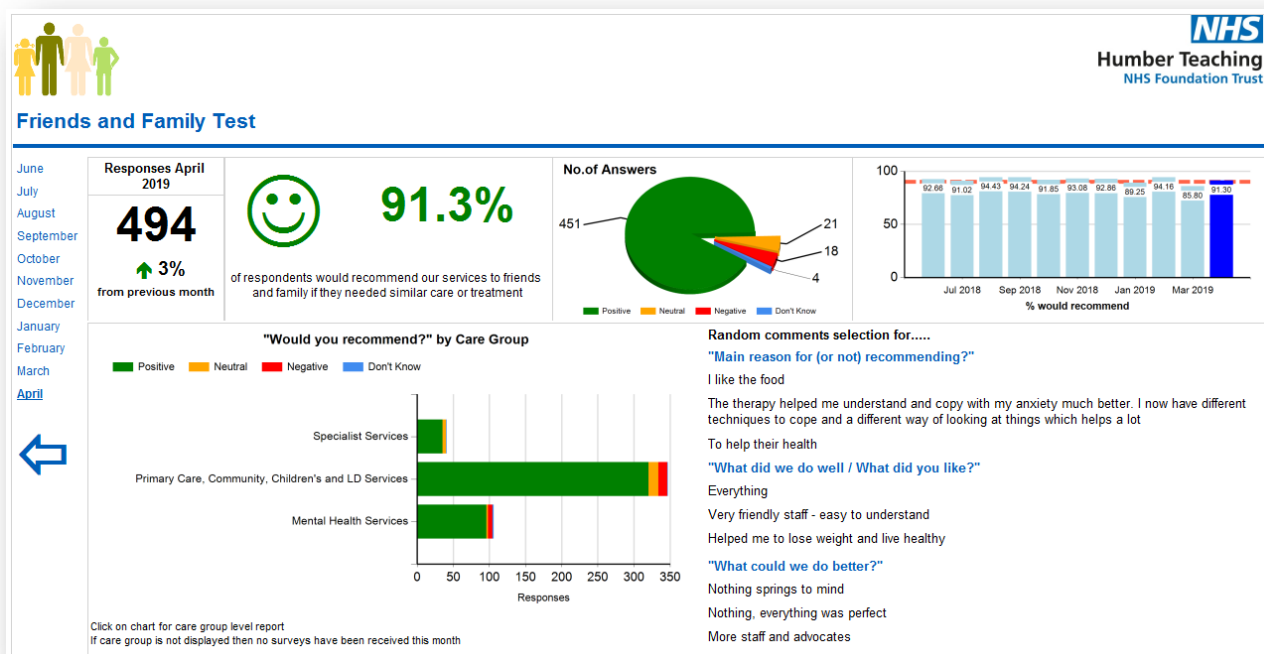 NHS
Humber Teaching
NHS Foundation Trust
Friends and Family Test
June
July
August
September
October
November
December
January
February
March
April
Responses April
2019
494
3%
from previous month
91.3%
of respondents would recommend our services to friends
and family if they needed similar care or treatment
No.of Answers
451
21
18
4
Positive Neutral Negative Don't Know
100
50
0
92.66 91.02 94.43 94.24 91.85 93.08 92.86 89.25 94.16 85.80 91.30
Jul 2018 Sep 2018 Nov 2018 Jan 2019 Mar 2019
% would recommend
"Would you recommend?" by Care Group
Positive Neutral Negative Don't Know
Specialist Services
Primary Care, Community, Children's and LD Services
Mental Health Services
0 50 100 150 200 250 300 350
Responses
Click on chart for care group level report
If care group is not displayed then no surveys have been received this month
Random comments selection for.....
"Main reason for (or not) recommending?"
I like the food
The therapy helped me understand and copy with my anxiety much better. I now have different
techniques to cope and a different way of looking at things which helps a lot
To help their health
"What did we do well / What did you like?"
Everything
Very friendly staff - easy to understand
Helped me to lose weight and live healthy
"What could we do better?"
Nothing springs to mind
Nothing, everything was perfect
More staff and advocates